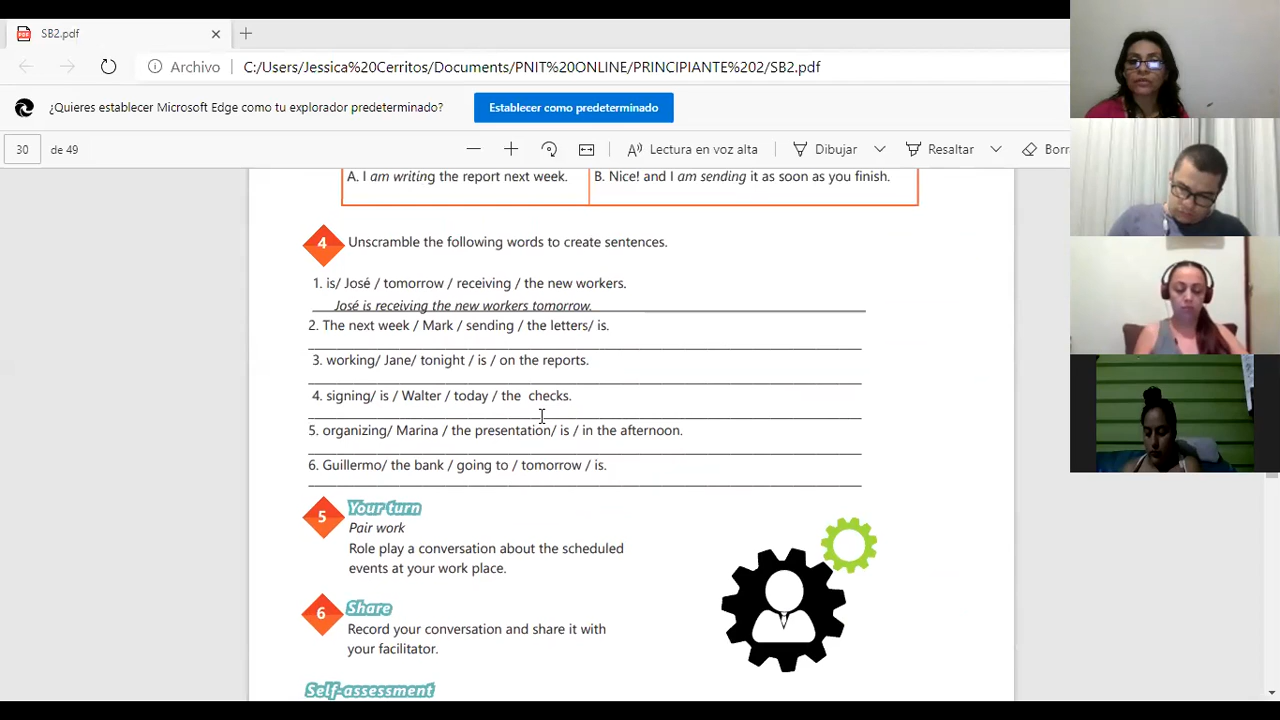 SB2.pdf
Archivo C:/Users/Jessica%20Cerritos/Documents/PNIT%20ONLINE/PRINCIPIANTE%202/SB2.pdf
¿Quieres establecer Microsoft Edge como tu explorador predeterminado? Establecer como predeterminado
30 de 49 Lectura en voz alta Dibujar Resaltar Borr
A. I am writing the report next week. B. Nice! and I am sending it as soon as you finish.
4 Unscramble the following words to create sentences.
1. is/ José / tomorrow / receiving / the new workers.
José is receiving the new workers tomorrow.
2. The next week / Mark / sending / the letters/ is.
3. working/ Jane/ tonight / is / on the reports.
4. signing/ is / Walter / today / the checks.
5. organizing/ Marina / the presentation/ is / in the afternoon.
6. Guillermo/ the bank / going to / tomorrow / is.
5 Your turn
Pair work
Role play a conversation about the scheduled
events at your work place.
6 Share
Record your conversation and share it with
your facilitator.
Self-assessment